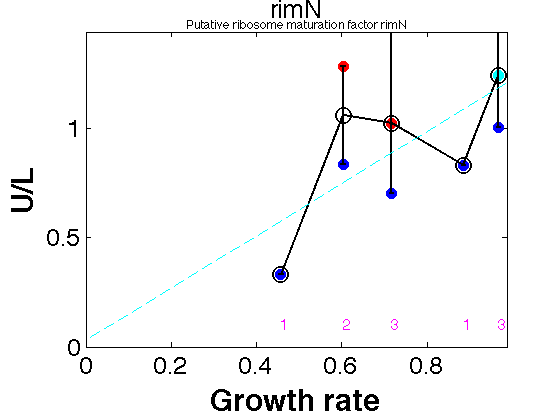 rimN
Putative ribosome maturation factor rimN
U/L
1
0.5
0
1 2 3 1 3
0 0.2 0.4 0.6 0.8
Growth rate